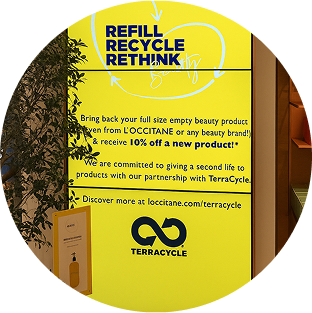 REFILL
RECYCLE
RETHINK
Beauty
Bring back your full size empty beauty product
(even from L'OCCITANE or any beauty brand!)
& receive 10% off a new product!*
We are committed to giving a second life to
products with our partnership with TerraCycle.
Discover more at loccitane.com/terracycle
TERRACYCLE